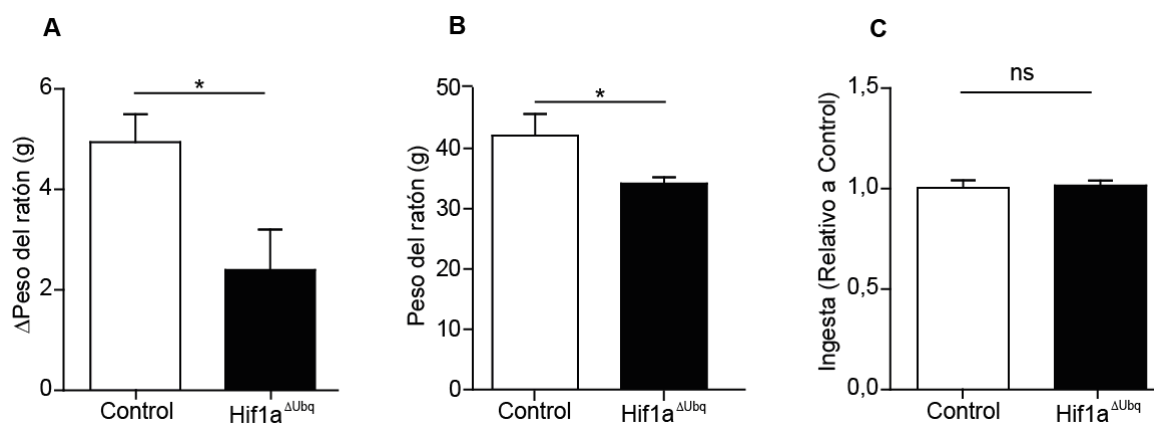 A
ΔPeso del ratón (g)
6
4
2
0
*
Control
Hif1a^ΔUbq
B
Peso del ratón (g)
50
40
30
20
10
0
*
Control
Hif1a^ΔUbq
C
Ingesta (Relativo a Control)
1,5
1,0
0,5
0,0
ns
Control
Hif1a^ΔUbq